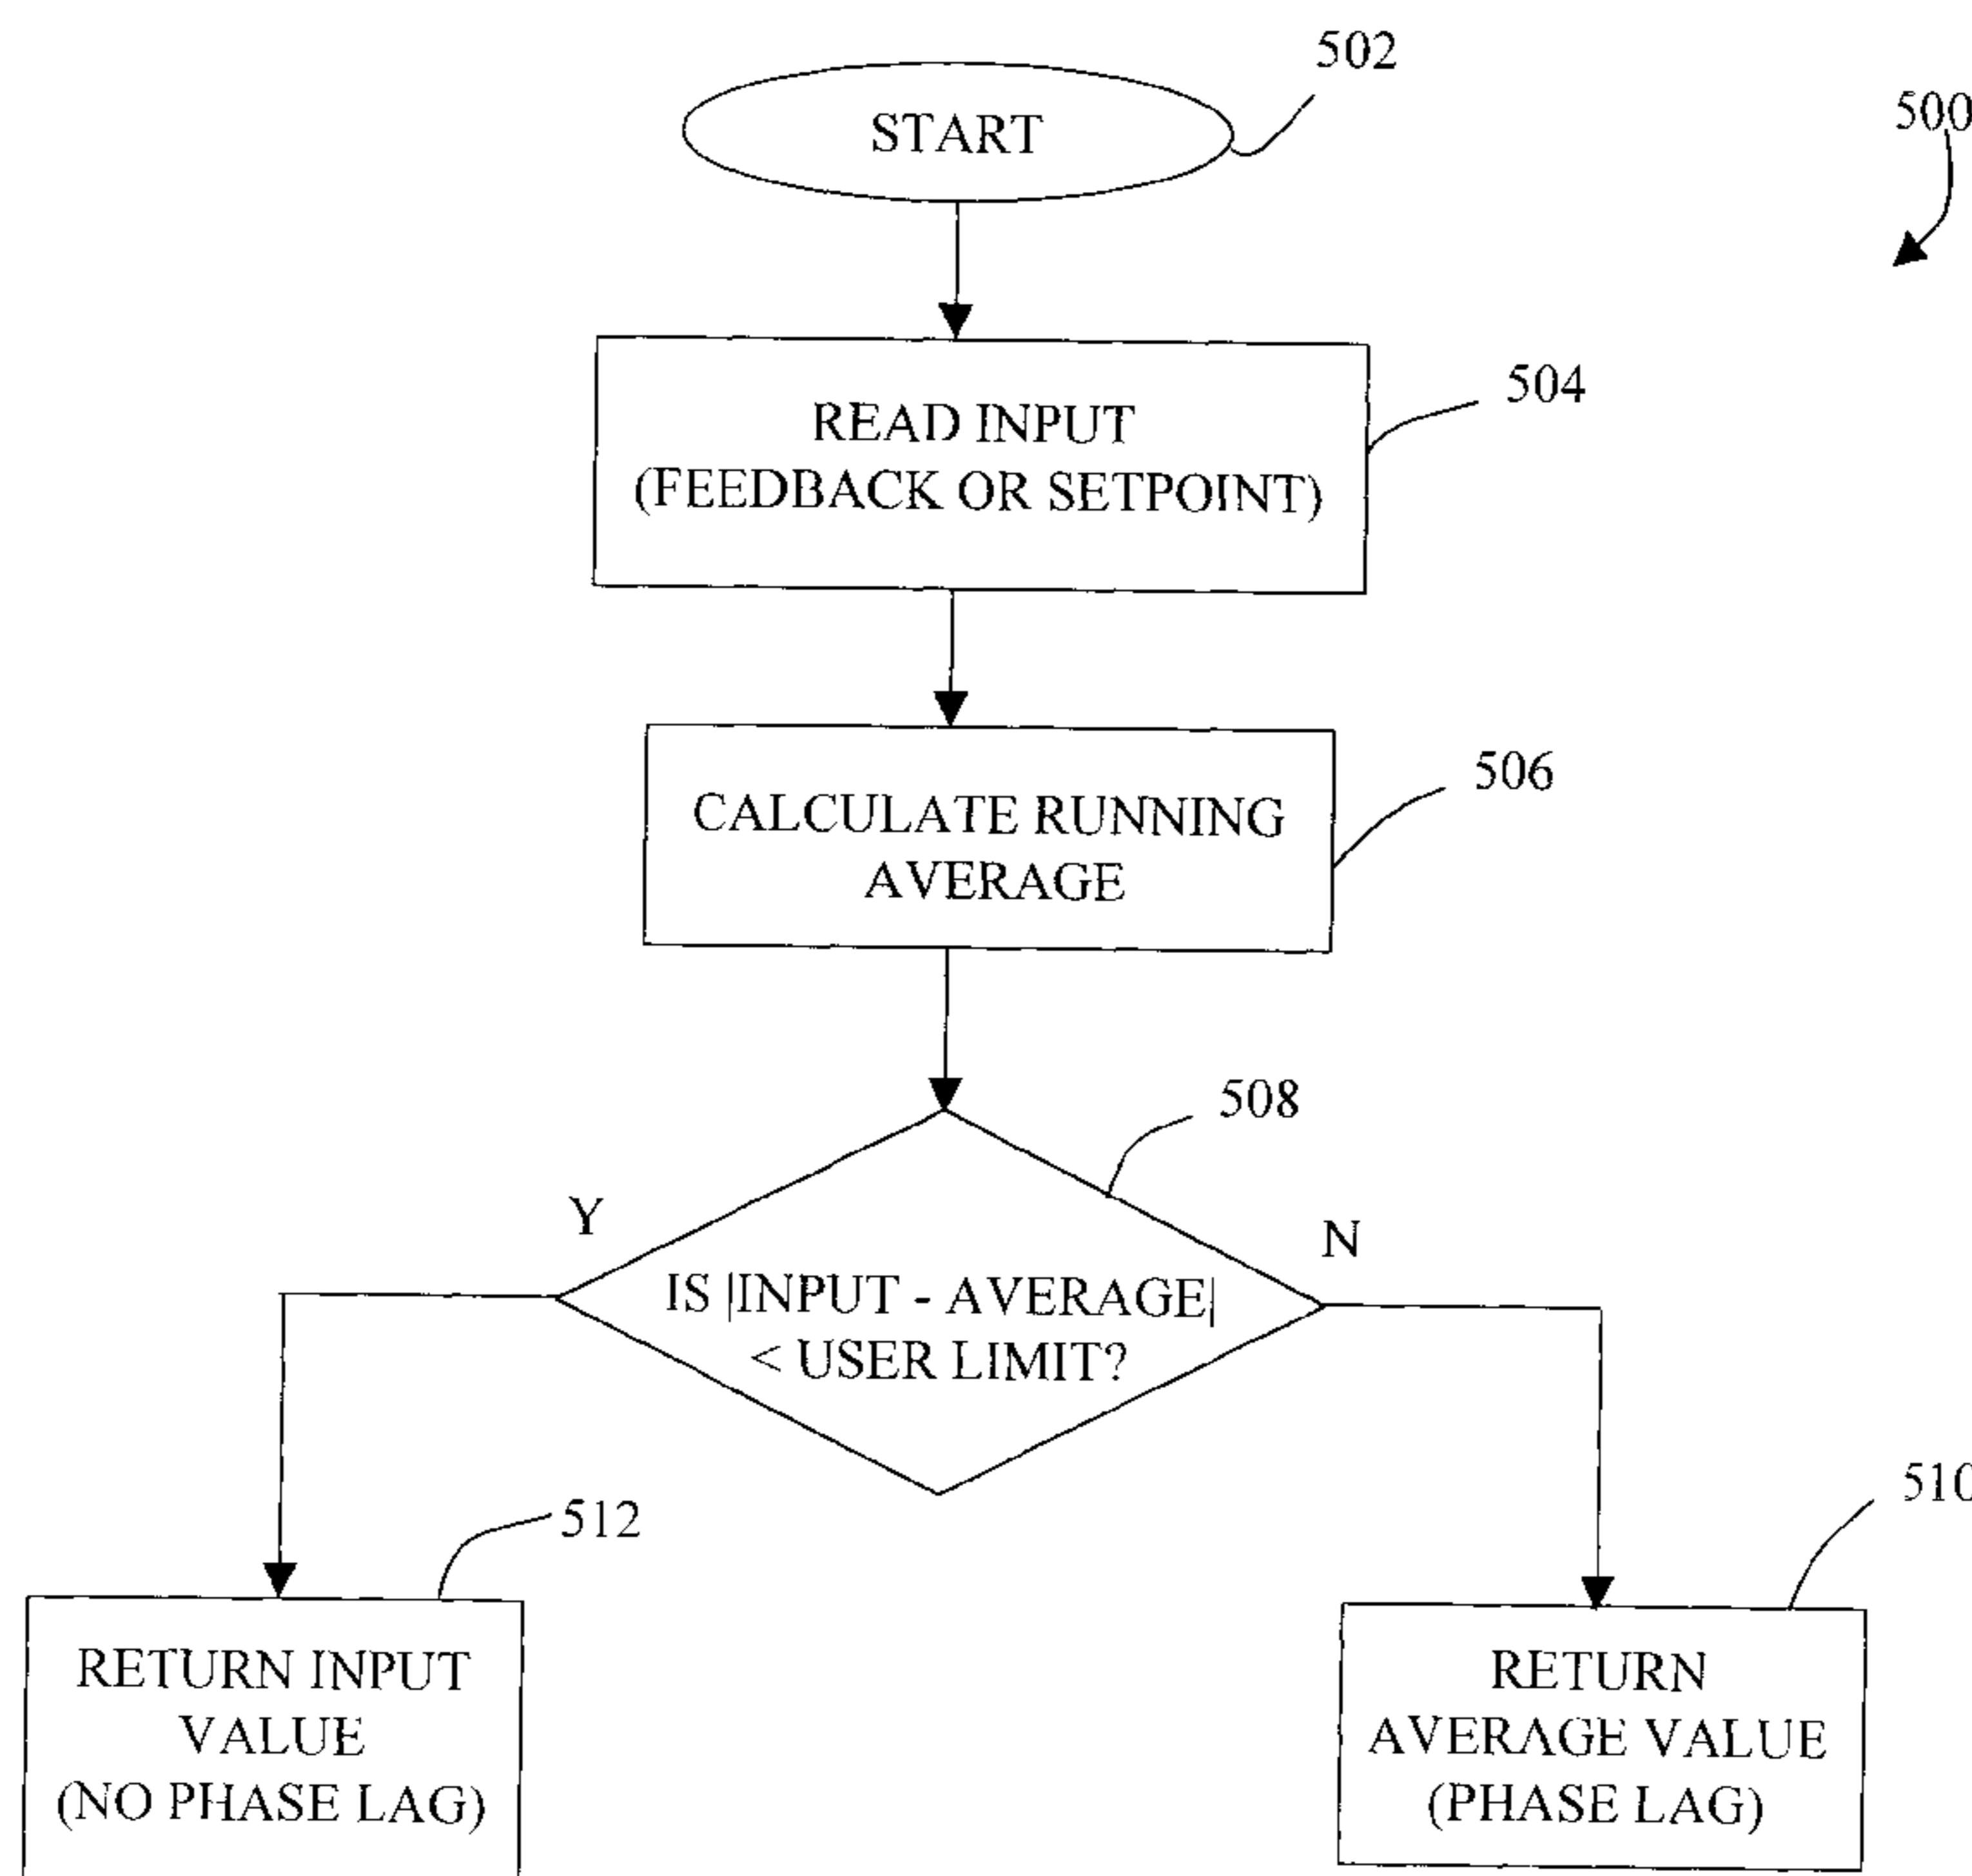 502
START
500
READ INPUT
(FEEDBACK OR SETPOINT)
504
CALCULATE RUNNING
AVERAGE
506
508
Y
N
IS |INPUT - AVERAGE|
< USER LIMIT?
512
510
RETURN INPUT
VALUE
(NO PHASE LAG)
RETURN
AVERAGE VALUE
(PHASE LAG)